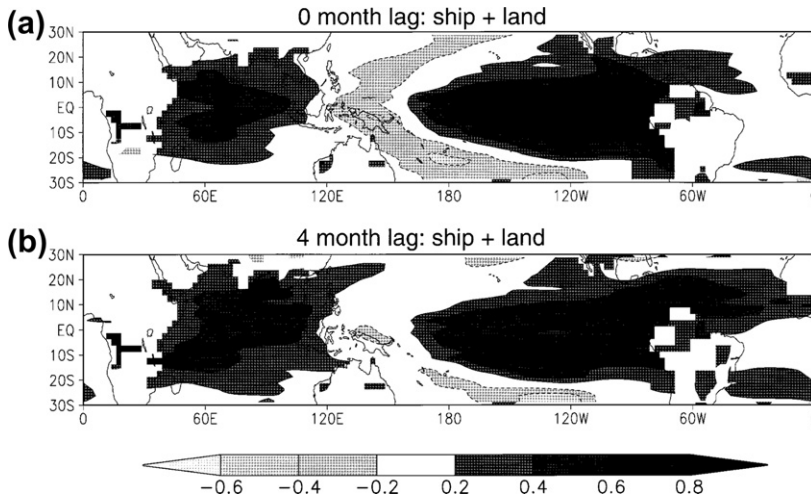 (a)
0 month lag: ship + land
30N
20N
10N
EQ
10S
20S
30S
0 60E 120E 180 120W 60W
(b)
4 month lag: ship + land
30N
20N
10N
EQ
10S
20S
30S
0 60E 120E 180 120W 60W
−0.6 −0.4 −0.2 0.2 0.4 0.6 0.8